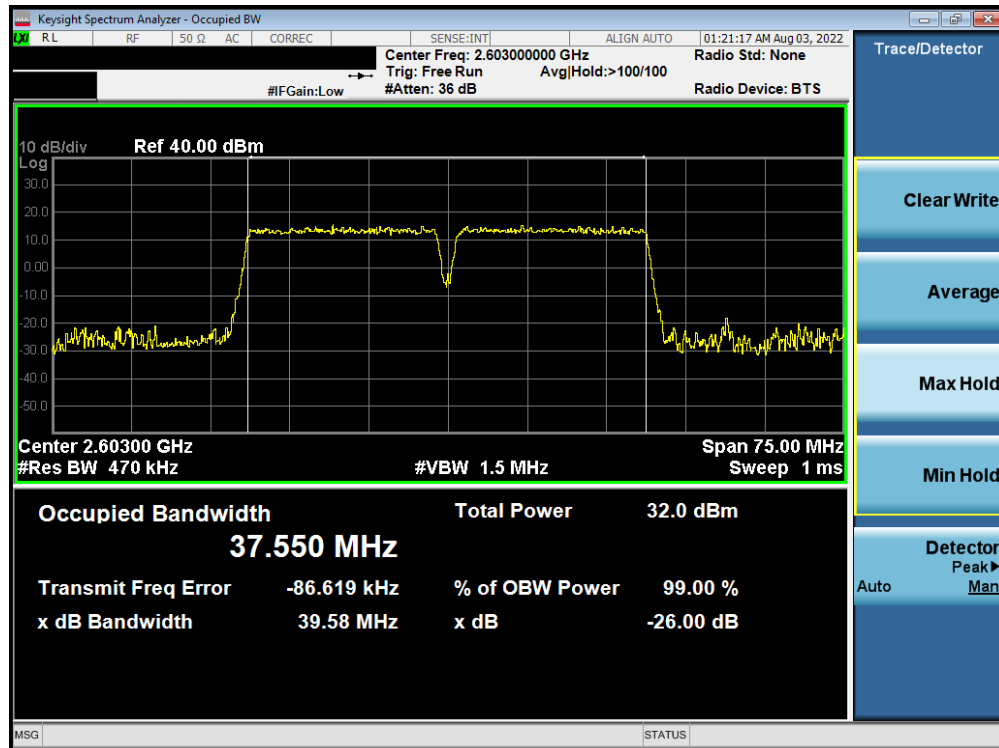 Keysight Spectrum Analyzer - Occupied BW
LXI RL RF 50 Ω AC CORREC SENSE:INT ALIGN AUTO 01:21:17 AM Aug 03, 2022
Center Freq: 2.603000000 GHz Radio Std: None
Trig: Free Run Avg|Hold:>100/100
#IFGain:Low #Atten: 36 dB Radio Device: BTS
Trace/Detector
10 dB/div Ref 40.00 dBm
Log
30.0
20.0
10.0
0.00
-10.0
-20.0
-30.0
-40.0
-50.0
Center 2.60300 GHz Span 75.00 MHz
#Res BW 470 kHz #VBW 1.5 MHz Sweep 1 ms
Occupied Bandwidth Total Power 32.0 dBm
37.550 MHz
Transmit Freq Error -86.619 kHz % of OBW Power 99.00 %
x dB Bandwidth 39.58 MHz x dB -26.00 dB
Clear Write
Average
Max Hold
Min Hold
Detector
Peak▶
Auto Man
MSG STATUS